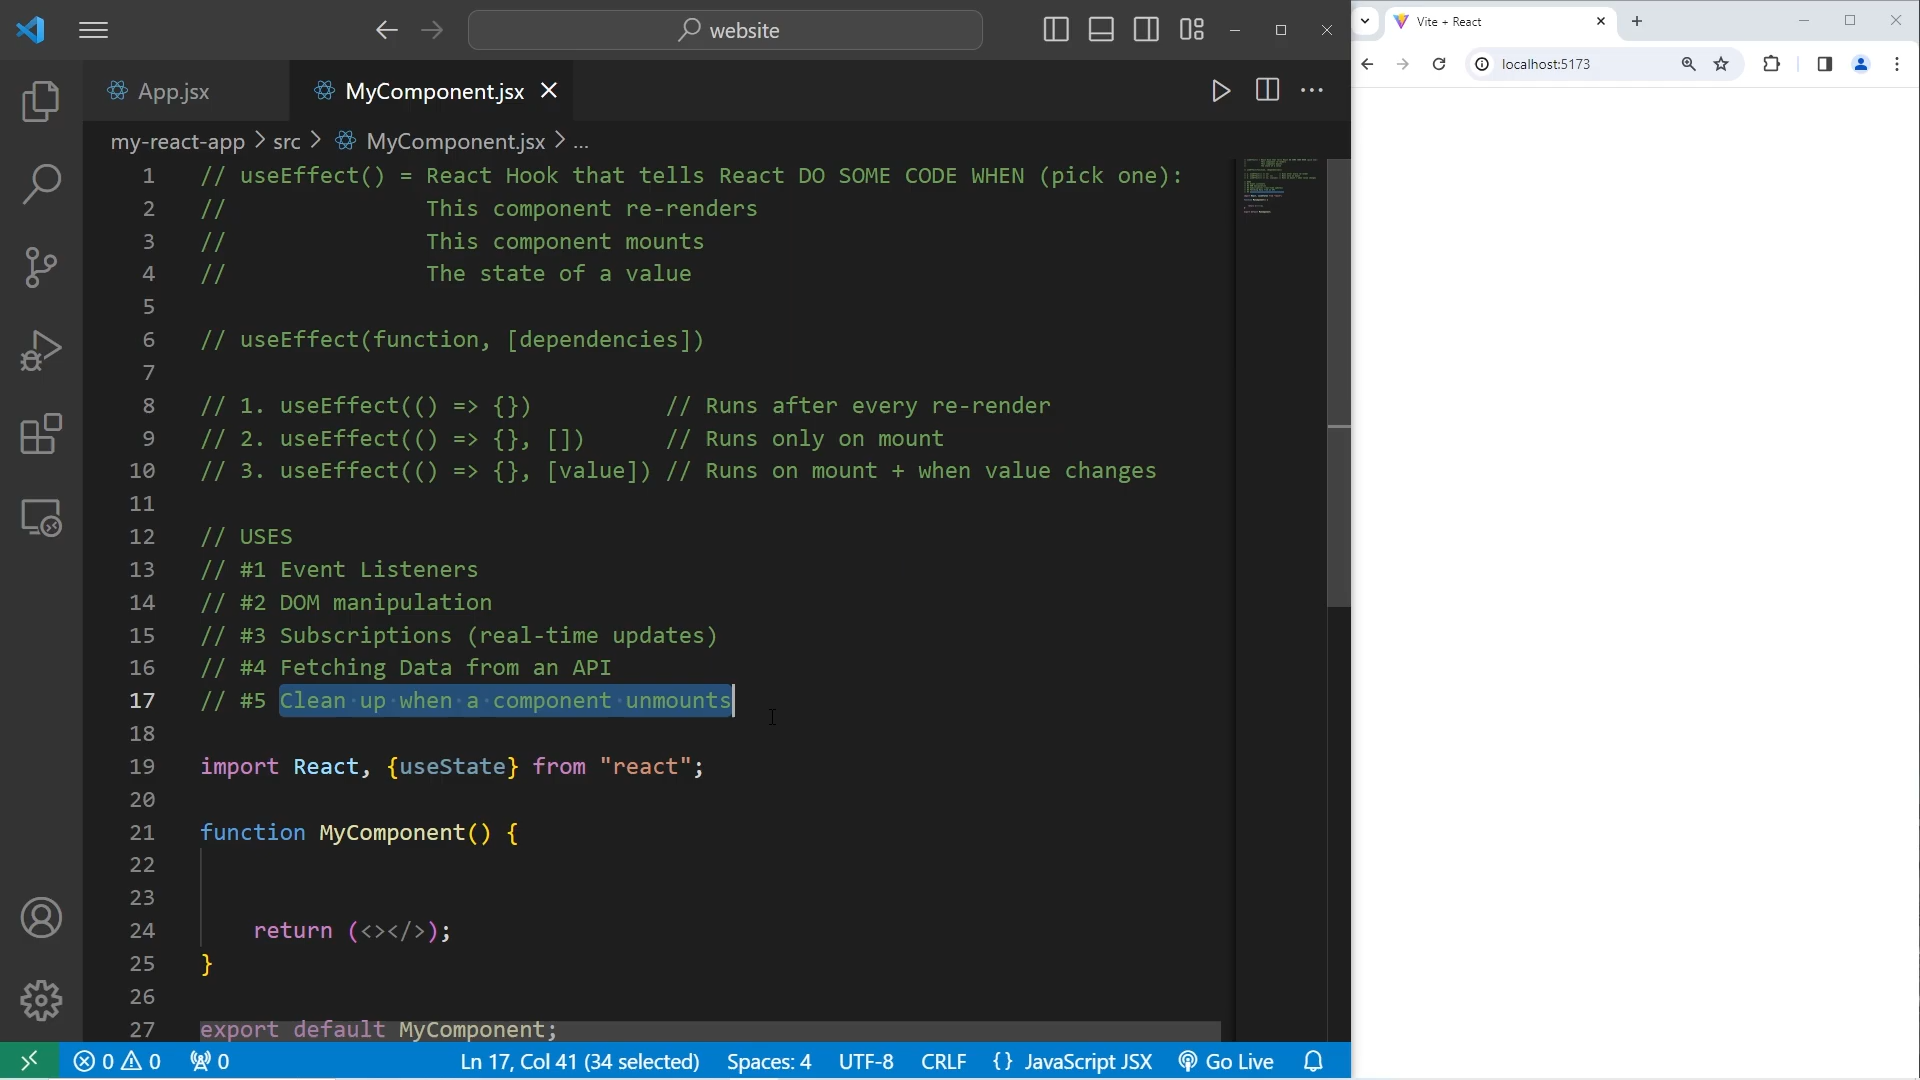 website
Vite + React
localhost:5173
App.jsx
MyComponent.jsx
my-react-app > src > MyComponent.jsx > ...
1 // useEffect() = React Hook that tells React DO SOME CODE WHEN (pick one):
2 // This component re-renders
3 // This component mounts
4 // The state of a value
5
6 // useEffect(function, [dependencies])
7
8 // 1. useEffect(() => {}) // Runs after every re-render
9 // 2. useEffect(() => {}, []) // Runs only on mount
10 // 3. useEffect(() => {}, [value]) // Runs on mount + when value changes
11
12 // USES
13 // #1 Event Listeners
14 // #2 DOM manipulation
15 // #3 Subscriptions (real-time updates)
16 // #4 Fetching Data from an API
17 // #5 Clean up when a component unmounts
18
19 import React, {useState} from "react";
20
21 function MyComponent() {
22
23
24 return (<></>);
25 }
26
27 export default MyComponent;
0 0 0 Ln 17, Col 41 (34 selected) Spaces: 4 UTF-8 CRLF {} JavaScript JSX Go Live